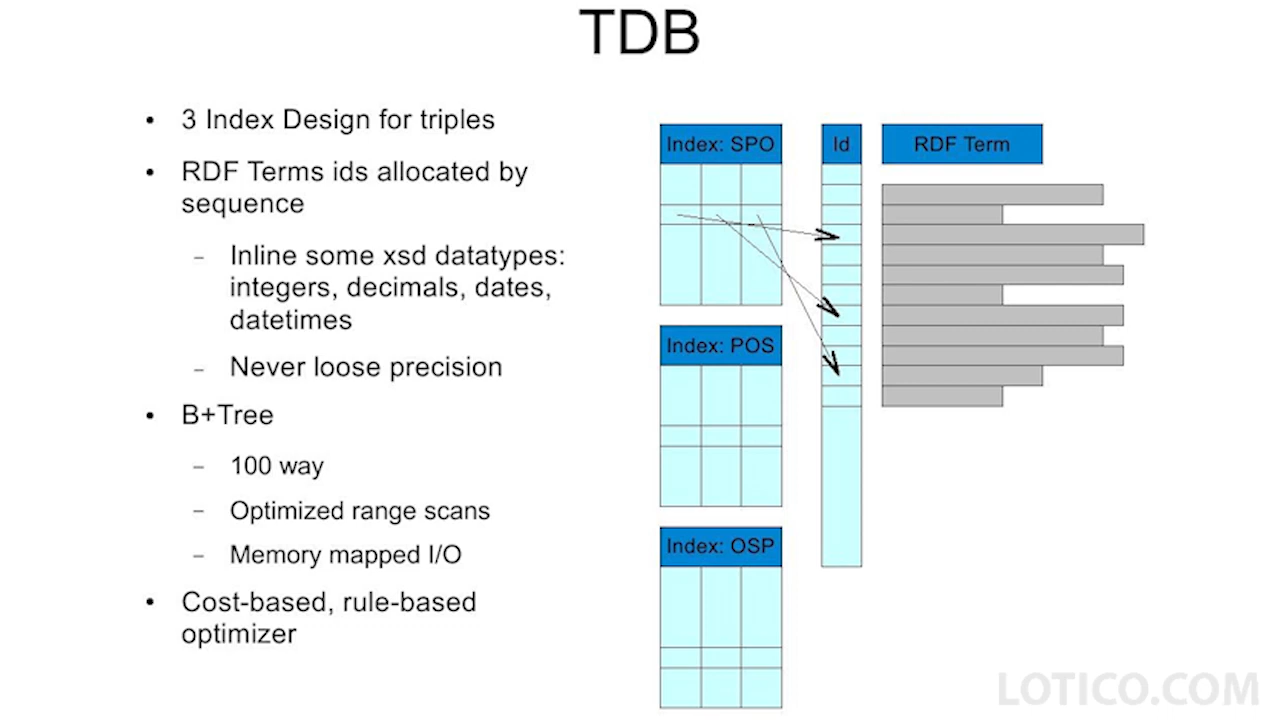 TDB
• 3 Index Design for triples
• RDF Terms ids allocated by
sequence
– Inline some xsd datatypes:
integers, decimals, dates,
datetimes
– Never loose precision
• B+Tree
– 100 way
– Optimized range scans
– Memory mapped I/O
• Cost-based, rule-based
optimizer
Index: SPO
Id
RDF Term
Index: POS
Index: OSP
LOTICO.COM